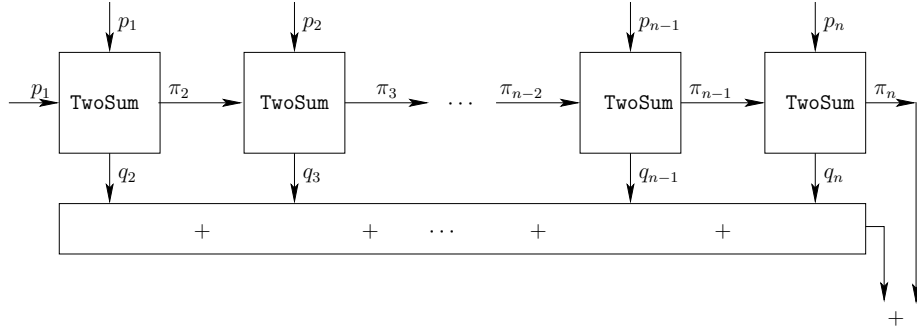 p₁ p₂ pₙ₋₁ pₙ
p₁ TwoSum π₂ TwoSum π₃ ··· πₙ₋₂ TwoSum πₙ₋₁ TwoSum πₙ
q₂ q₃ qₙ₋₁ qₙ
+ + ··· + +
+